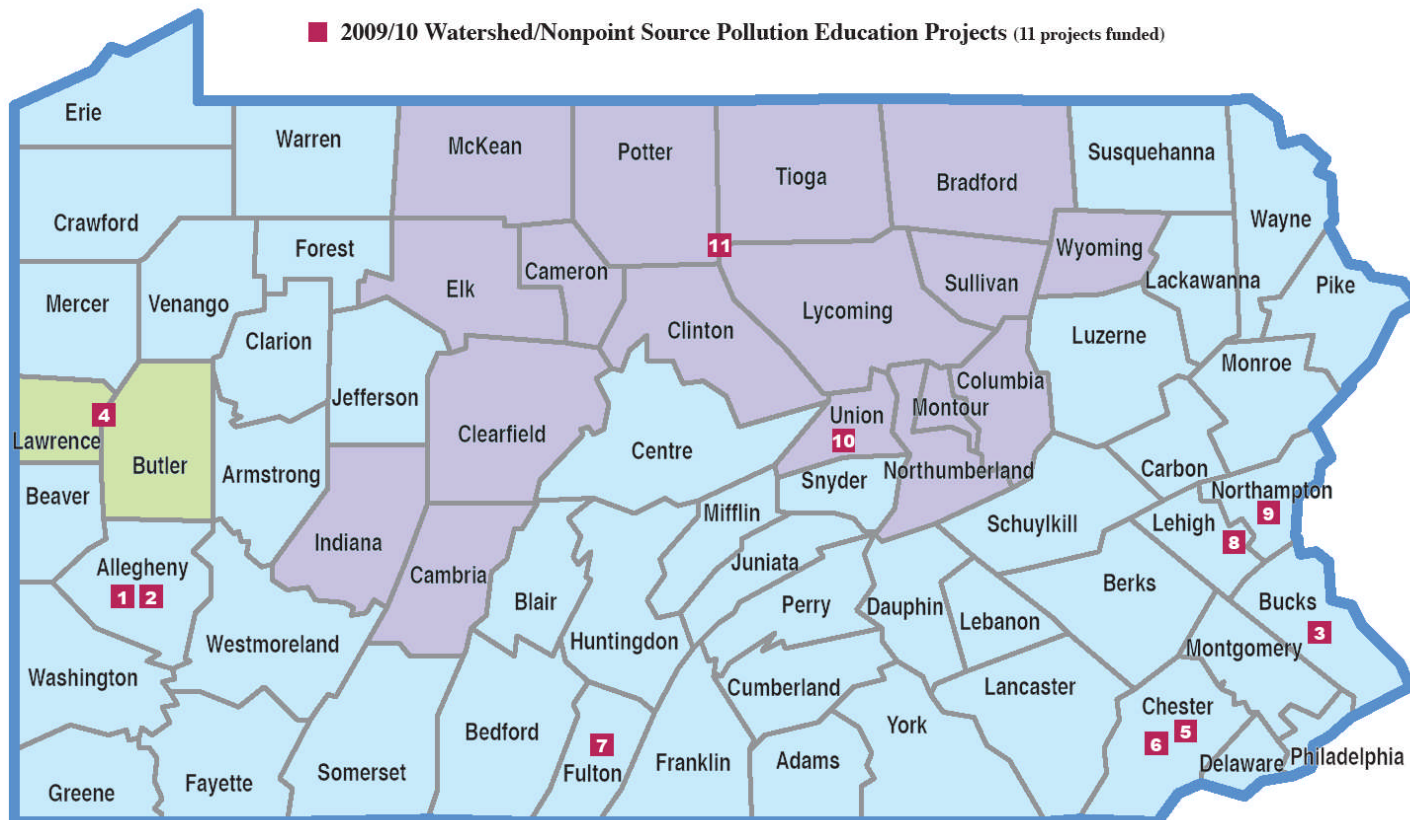 2009/10 Watershed/Nonpoint Source Pollution Education Projects (11 projects funded)
Erie
Warren
McKean
Potter
Tioga
Bradford
Susquehanna
Wayne
Crawford
Forest
11
Wyoming
Cameron
Elk
Sullivan
Lackawanna
Pike
Mercer
Venango
Lycoming
Clinton
Luzerne
Clarion
Monroe
Jefferson
Columbia
Montour
4
Union
10
Lawrence
Clearfield
Butler
Centre
Armstrong
Northumberland
Carbon
Beaver
Snyder
Northampton
9
Mifflin
Schuylkill
Lehigh
8
Indiana
Juniata
Allegheny
1 2
Cambria
Berks
Blair
Perry
Dauphin
Bucks
3
Lebanon
Westmoreland
Huntingdon
Montgomery
Washington
Cumberland
Lancaster
Chester
5
6
Bedford
York
7
Fulton
Franklin
Adams
Delaware
Philadelphia
Somerset
Fayette
Greene